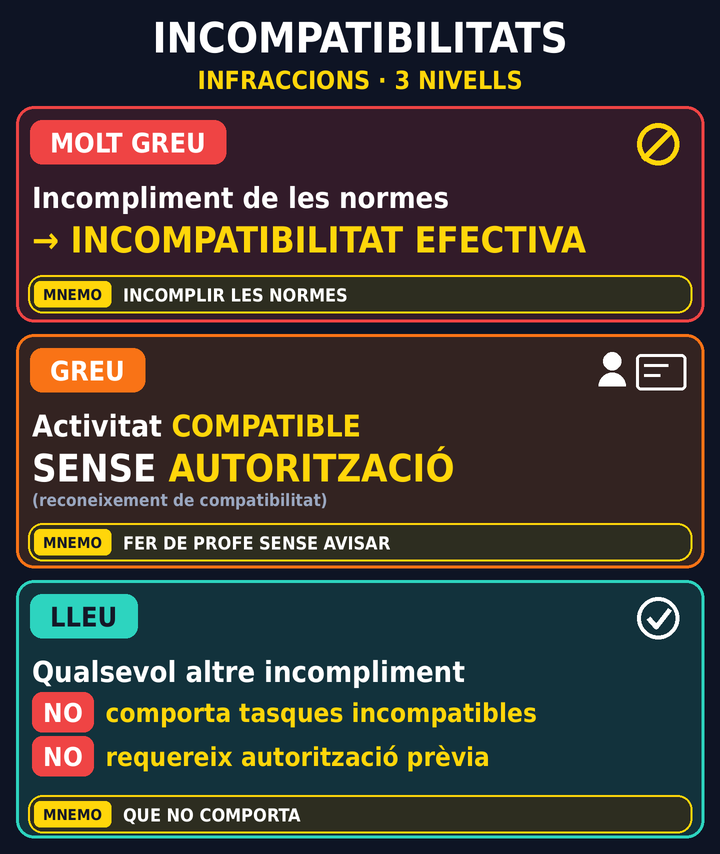 INCOMPATIBILITATS
INFRACCIONS · 3 NIVELLS
MOLT GREU
Incompliment de les normes
→ INCOMPATIBILITAT EFECTIVA
MNEMO INCOMPLIR LES NORMES
GREU
Activitat COMPATIBLE
SENSE AUTORITZACIÓ
(reconeixement de compatibilitat)
MNEMO FER DE PROFE SENSE AVISAR
LLEU
Qualsevol altre incompliment
NO comporta tasques incompatibles
NO requereix autorització prèvia
MNEMO QUE NO COMPORTA